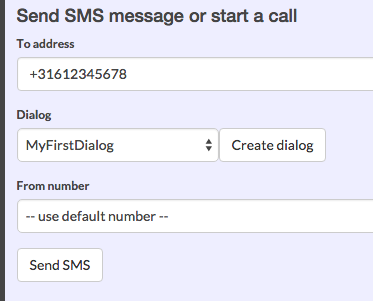 Send SMS message or start a call
To address
+31612345678
Dialog
MyFirstDialog
Create dialog
From number
-- use default number --
Send SMS